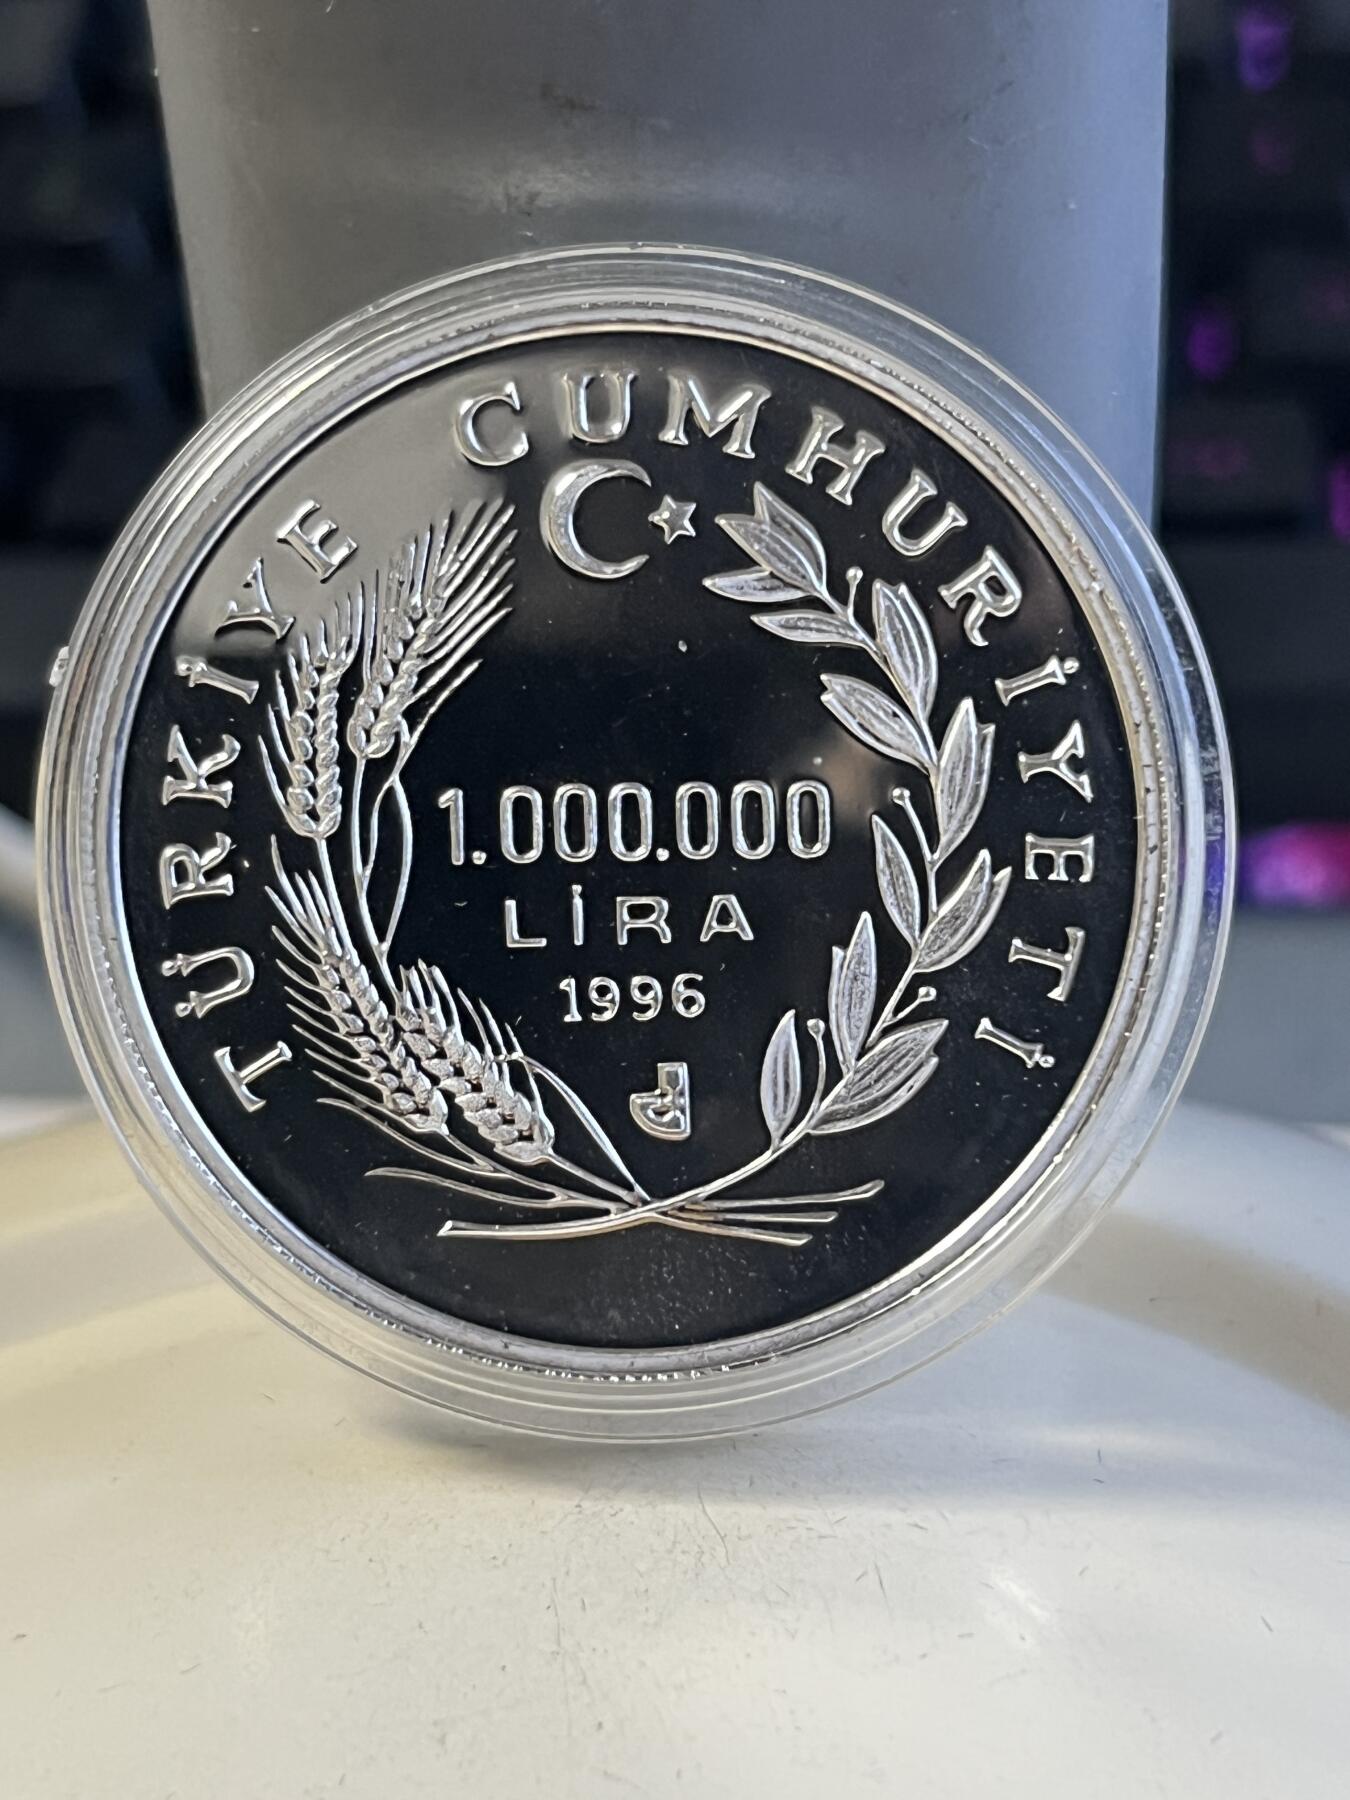 TÜRKİYE CUMHURİYETİ
1.000.000
LİRA
1996